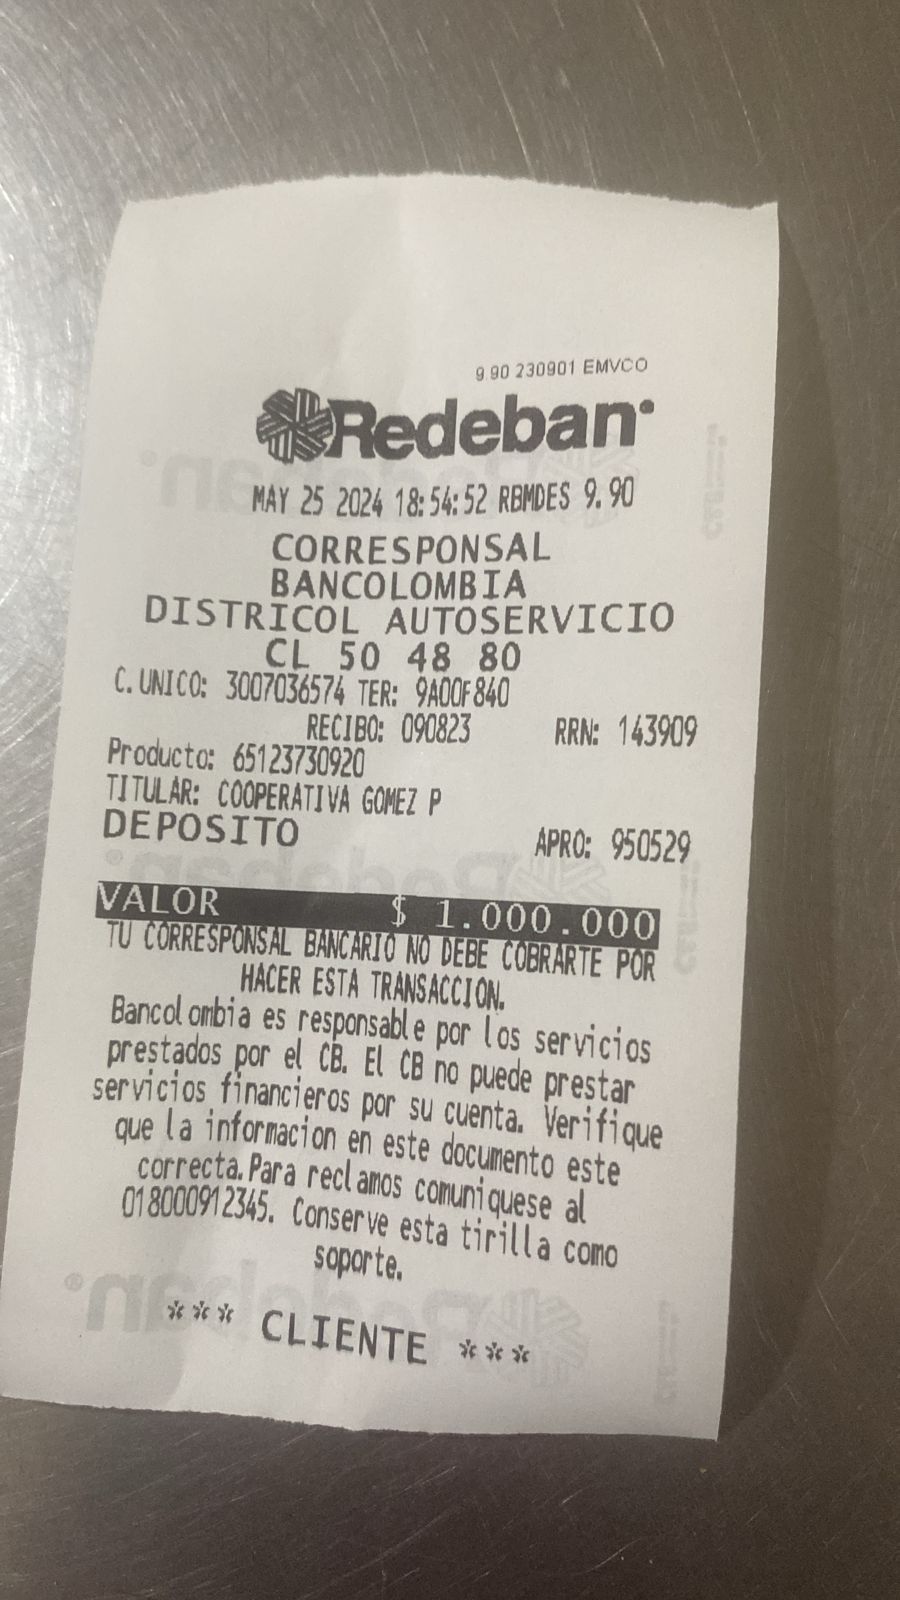 9.90 230901 EMVCO
Redeban
MAY 25 2024 18:54:52 RBMDES 9.90
CORRESPONSAL
BANCOLOMBIA
DISTRICOL AUTOSERVICIO
CL 50 48 80
C.UNICO: 3007036574 TER: 9A00F840
RECIBO: 090823 RRN: 143909
Producto: 65123730920
TITULAR: COOPERATIVA GOMEZ P
DEPOSITO APRO: 950529
VALOR $ 1.000.000
TU CORRESPONSAL BANCARIO NO DEBE COBRARTE POR
HACER ESTA TRANSACCION.
Bancolombia es responsable por los servicios
prestados por el CB. El CB no puede prestar
servicios financieros por su cuenta. Verifique
que la informacion en este documento este
correcta.Para reclamos comuniquese al
018000912345. Conserve esta tirilla como
soporte.
*** CLIENTE ***